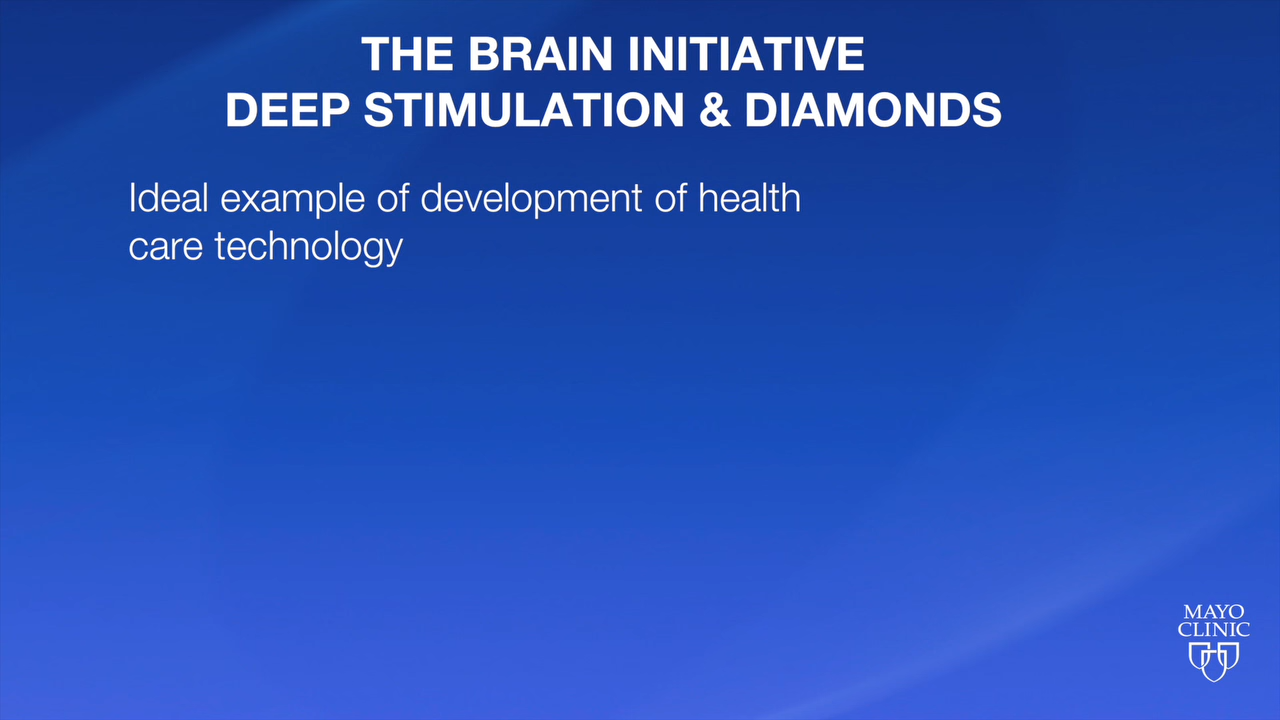 THE BRAIN INITIATIVE
DEEP STIMULATION & DIAMONDS
Ideal example of development of health
care technology
MAYO
CLINIC